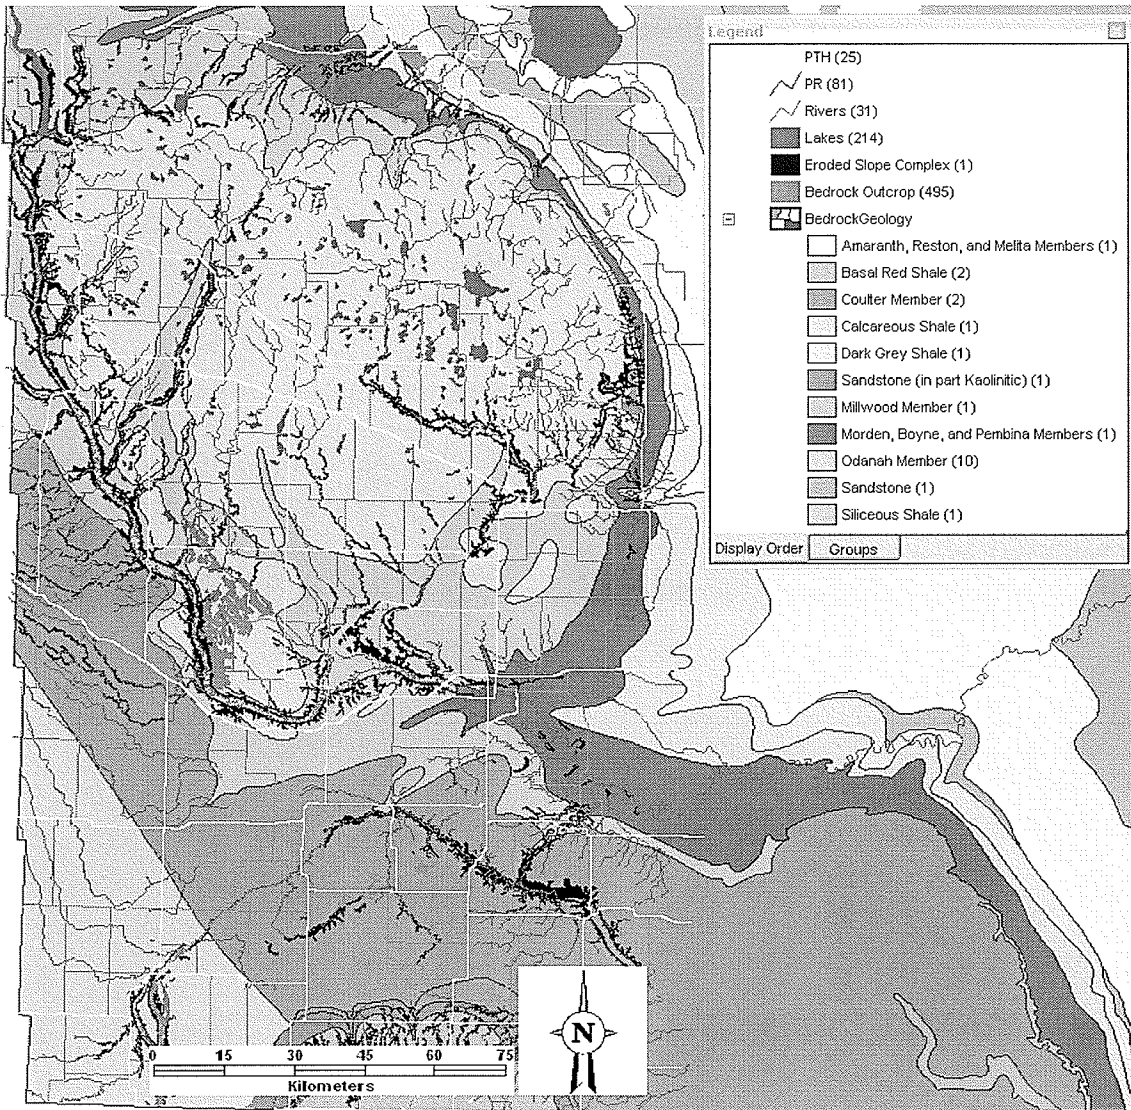 Legend
PTH (25)
PR (81)
Rivers (31)
Lakes (214)
Eroded Slope Complex (1)
Bedrock Outcrop (495)
BedrockGeology
Amaranth, Reston, and Melita Members (1)
Basal Red Shale (2)
Coulter Member (2)
Calcareous Shale (1)
Dark Grey Shale (1)
Sandstone (in part Kaolinitic) (1)
Millwood Member (1)
Morden, Boyne, and Pembina Members (1)
Odanah Member (10)
Sandstone (1)
Siliceous Shale (1)
Display Order Groups
N
0 15 30 45 60 75
Kilometers